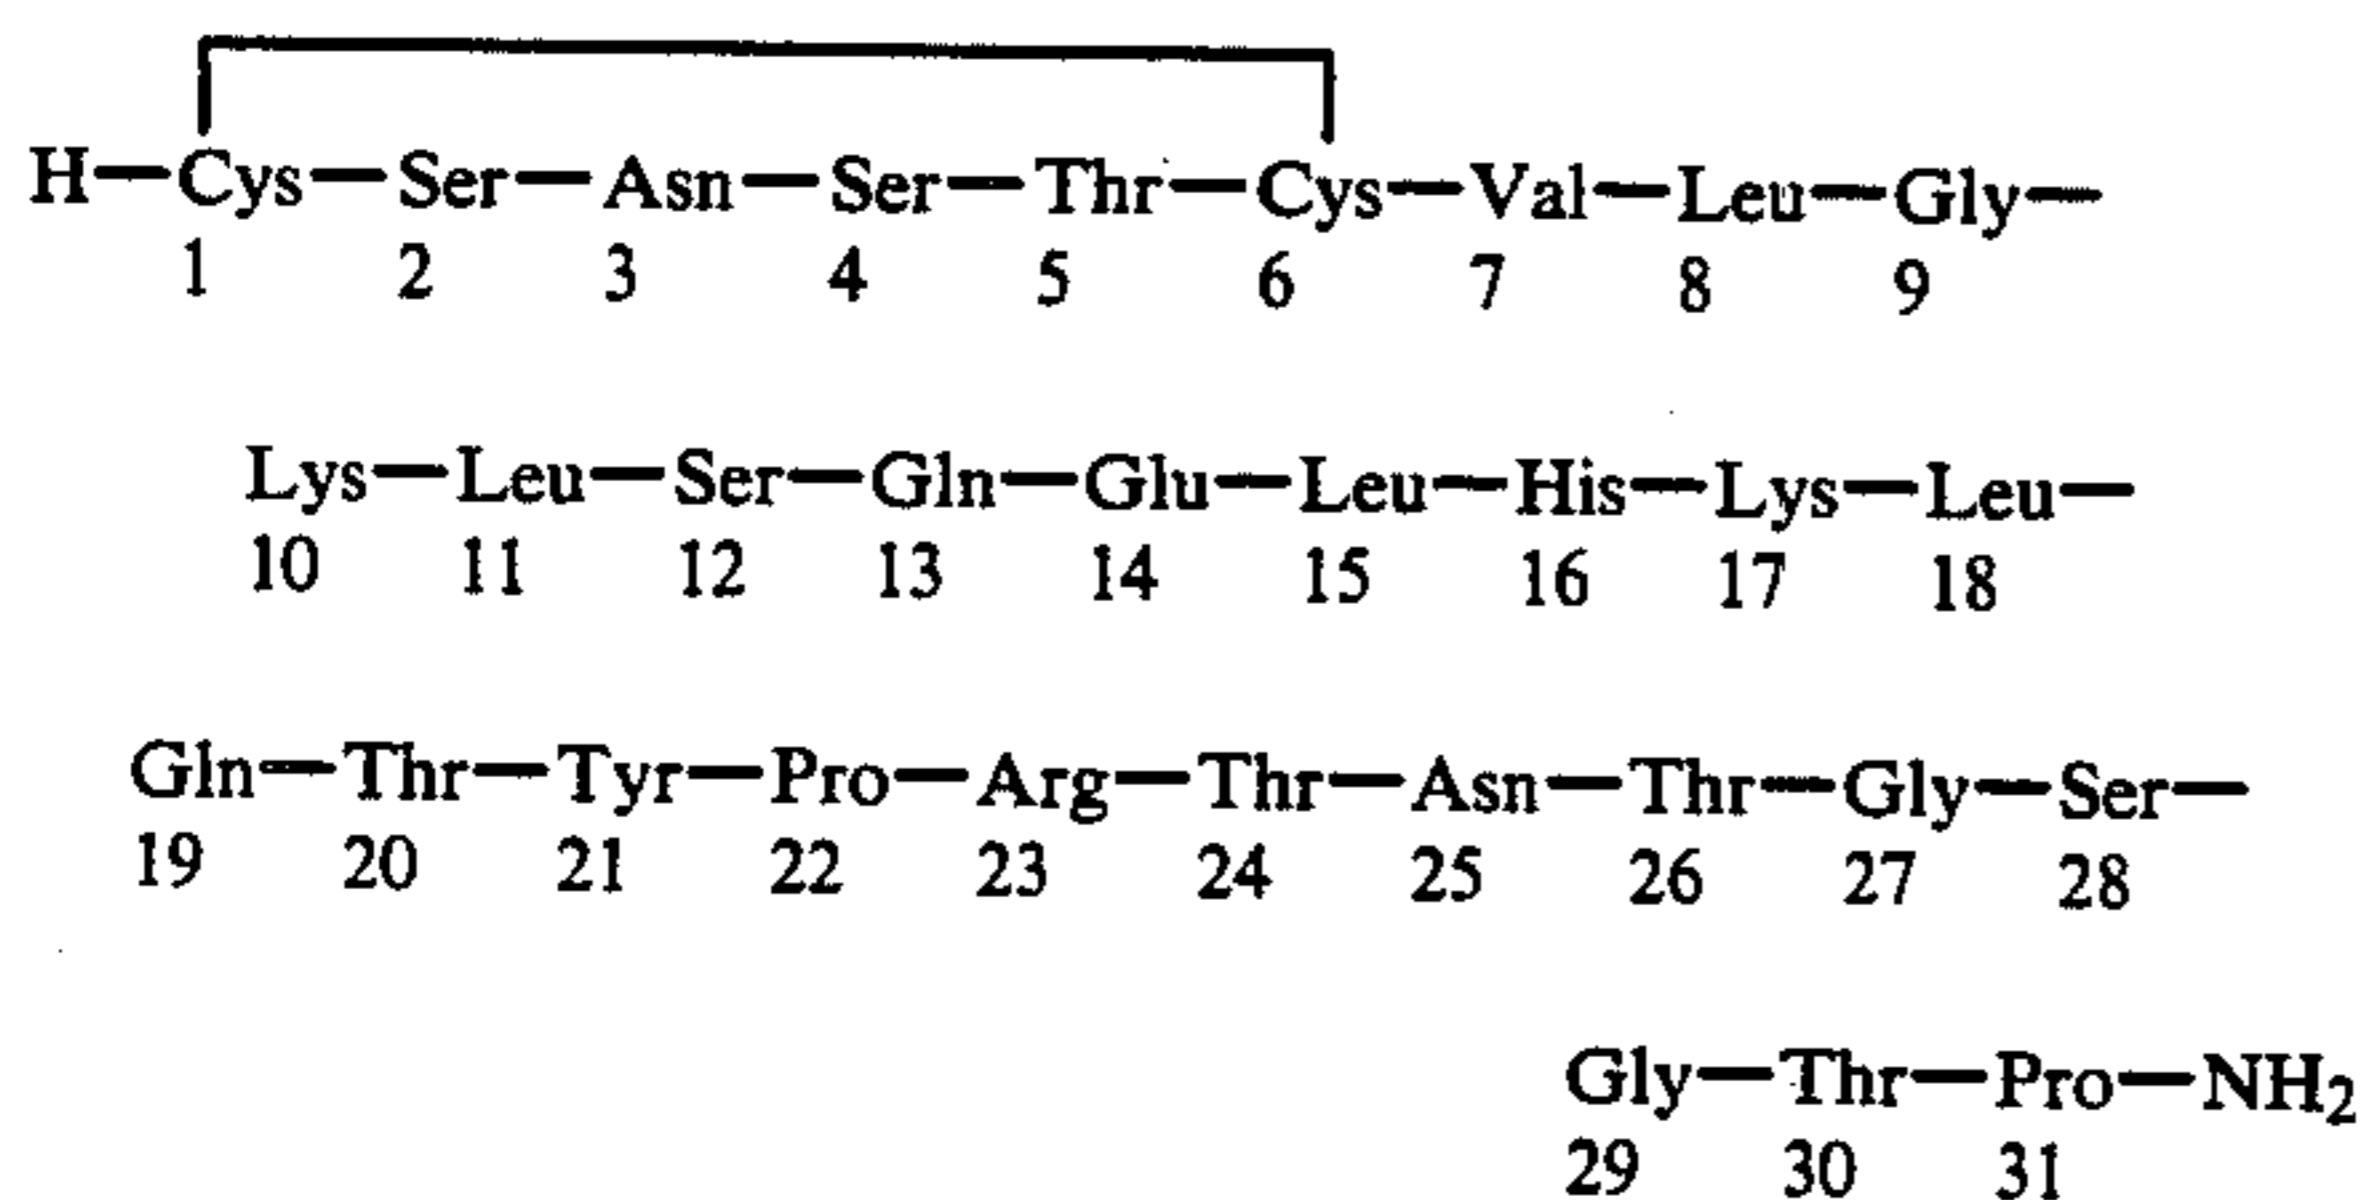 H—Cys—Ser—Asn—Ser—Thr—Cys—Val—Leu—Gly—
1 2 3 4 5 6 7 8 9
Lys—Leu—Ser—Gln—Glu—Leu—His—Lys—Leu—
10 11 12 13 14 15 16 17 18
Gln—Thr—Tyr—Pro—Arg—Thr—Asn—Thr—Gly—Ser—
19 20 21 22 23 24 25 26 27 28
Gly—Thr—Pro—NH₂
29 30 31